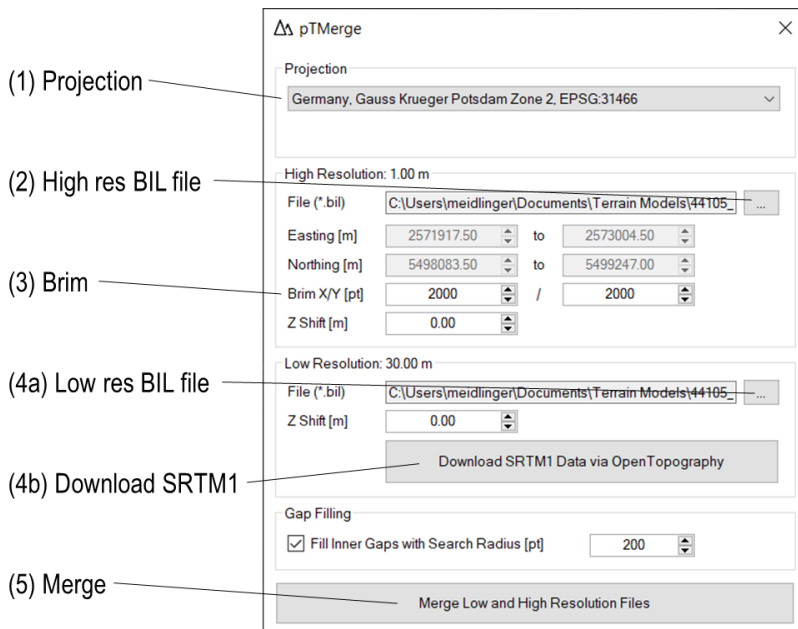 pTMerge
Projection
(1) Projection
Germany, Gauss Krueger Potsdam Zone 2, EPSG:31466
High Resolution: 1.00 m
(2) High res BIL file
File (*.bil) C:\Users\meidlinger\Documents\Terrain Models\44105_ ...
Easting [m] 2571917.50 to 2573004.50
Northing [m] 5498083.50 to 5499247.00
(3) Brim
Brim X/Y [pt] 2000 / 2000
Z Shift [m] 0.00
Low Resolution: 30.00 m
(4a) Low res BIL file
File (*.bil) C:\Users\meidlinger\Documents\Terrain Models\44105_ ...
Z Shift [m] 0.00
Download SRTM1 Data via OpenTopography
(4b) Download SRTM1
Gap Filling
Fill Inner Gaps with Search Radius [pt] 200
(5) Merge
Merge Low and High Resolution Files